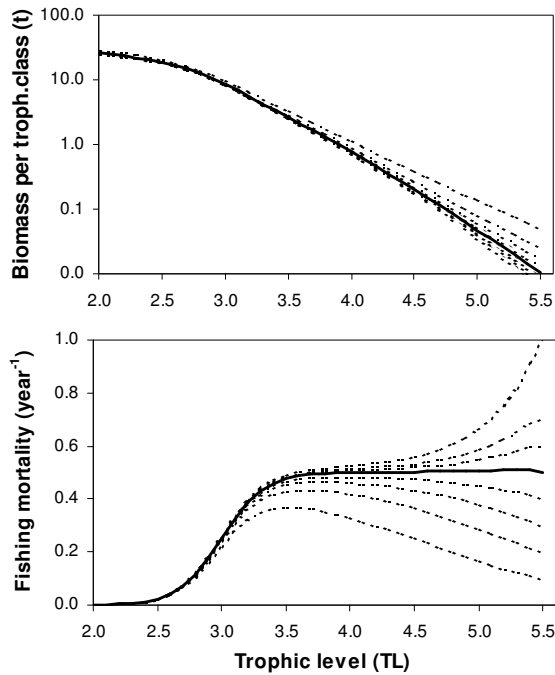 Biomass per troph.class (t)
100.0
10.0
1.0
0.1
0.0
2.0 2.5 3.0 3.5 4.0 4.5 5.0 5.5
Fishing mortality (year-1)
1.0
0.8
0.6
0.4
0.2
0.0
2.0 2.5 3.0 3.5 4.0 4.5 5.0 5.5
Trophic level (TL)